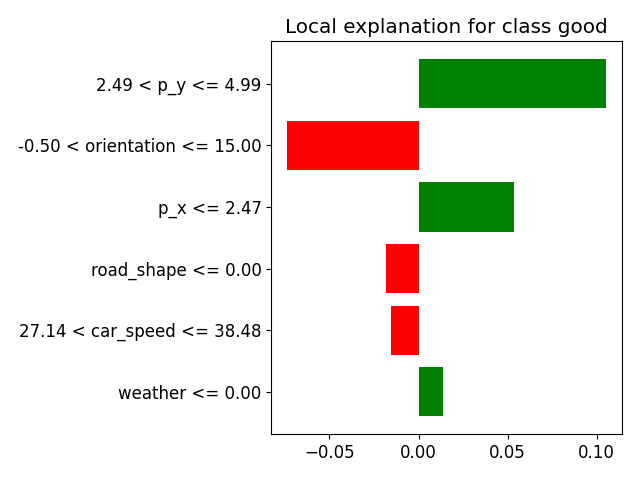 Local explanation for class good
2.49 < p_y <= 4.99
-0.50 < orientation <= 15.00
p_x <= 2.47
road_shape <= 0.00
27.14 < car_speed <= 38.48
weather <= 0.00
−0.05 0.00 0.05 0.10